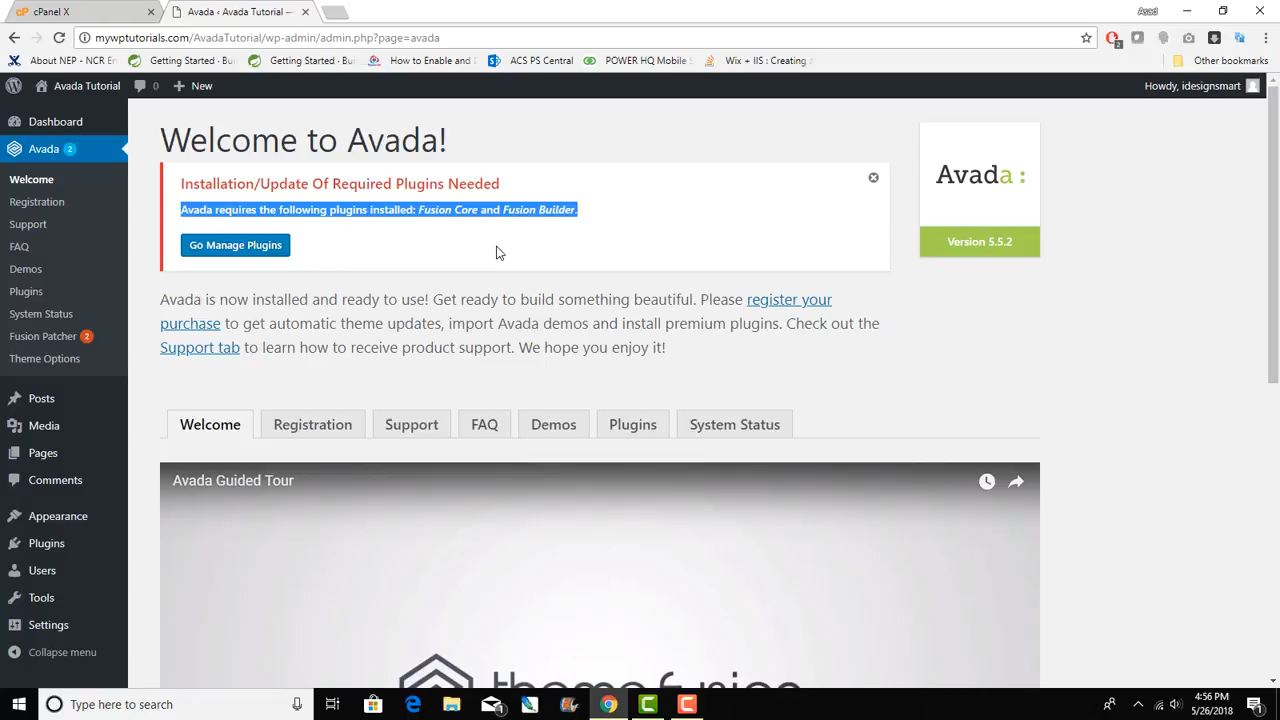 cPanel X
Avada ‹ Avada Tutorial —
Asad
mywptutorials.com/AvadaTutorial/wp-admin/admin.php?page=avada
2
About NEP - NCR En
Getting Started · Bui
Getting Started · Bui
How to Enable and
ACS PS Central
POWER HQ Mobile S
Wix + IIS : Creating
Other bookmarks
Avada Tutorial
0
New
Howdy, idesignsmart
Dashboard
Avada 2
Welcome
Registration
Support
FAQ
Demos
Plugins
System Status
Fusion Patcher 2
Theme Options
Posts
Media
Pages
Comments
Appearance
Plugins
Users
Tools
Settings
Collapse menu
Welcome to Avada!
Installation/Update Of Required Plugins Needed
Avada requires the following plugins installed: Fusion Core and Fusion Builder.
Go Manage Plugins
Avada :
Version 5.5.2
Avada is now installed and ready to use! Get ready to build something beautiful. Please register your
purchase to get automatic theme updates, import Avada demos and install premium plugins. Check out the
Support tab to learn how to receive product support. We hope you enjoy it!
Welcome
Registration
Support
FAQ
Demos
Plugins
System Status
Avada Guided Tour
Type here to search
4:56 PM
5/26/2018